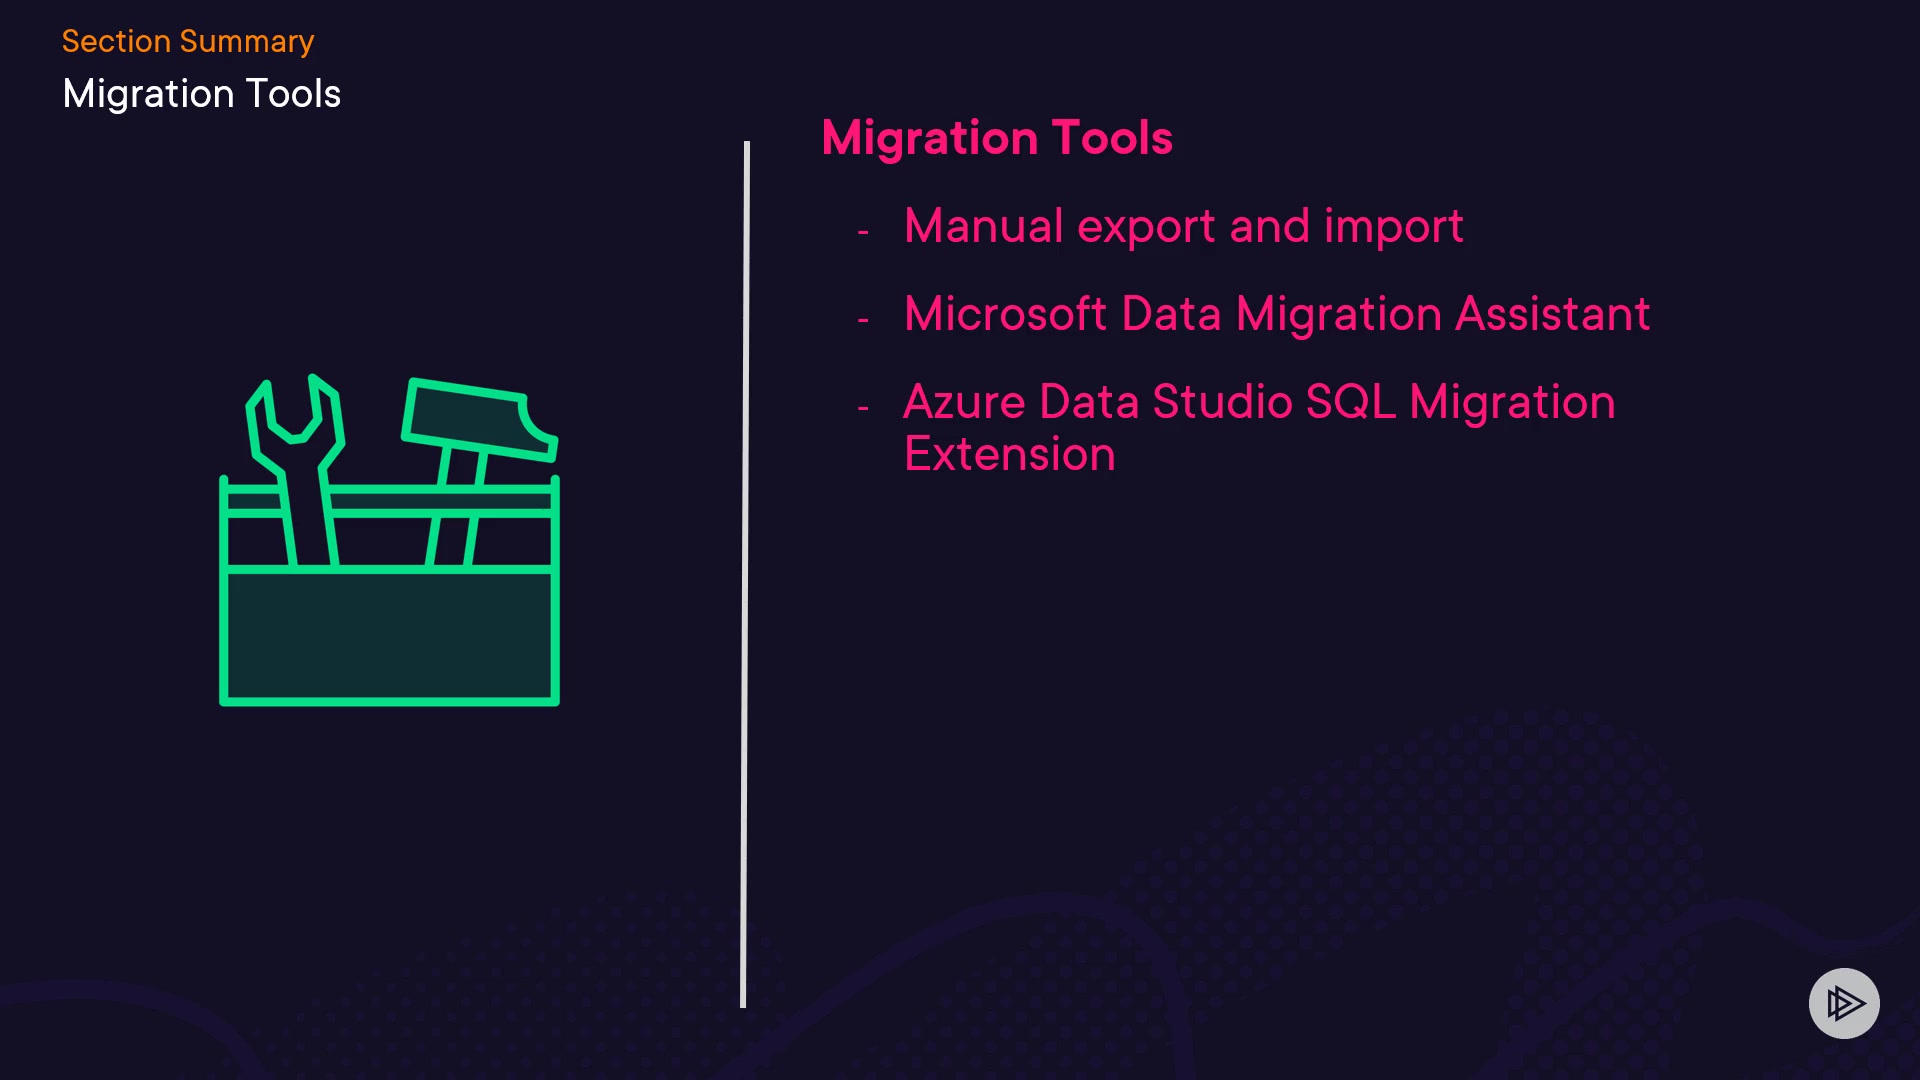 Section Summary
Migration Tools
Migration Tools
- Manual export and import
- Microsoft Data Migration Assistant
- Azure Data Studio SQL Migration
Extension